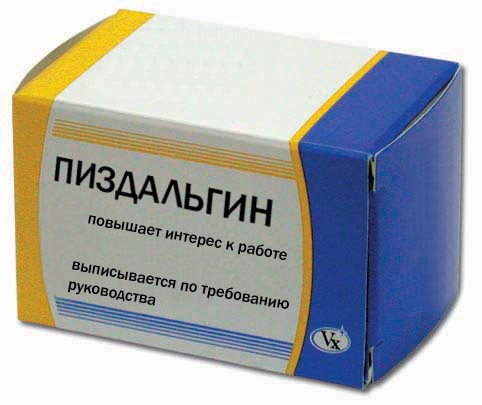 ПИЗДАЛЬГИН
повышает интерес к работе
выписывается по требованию
руководства
Vx